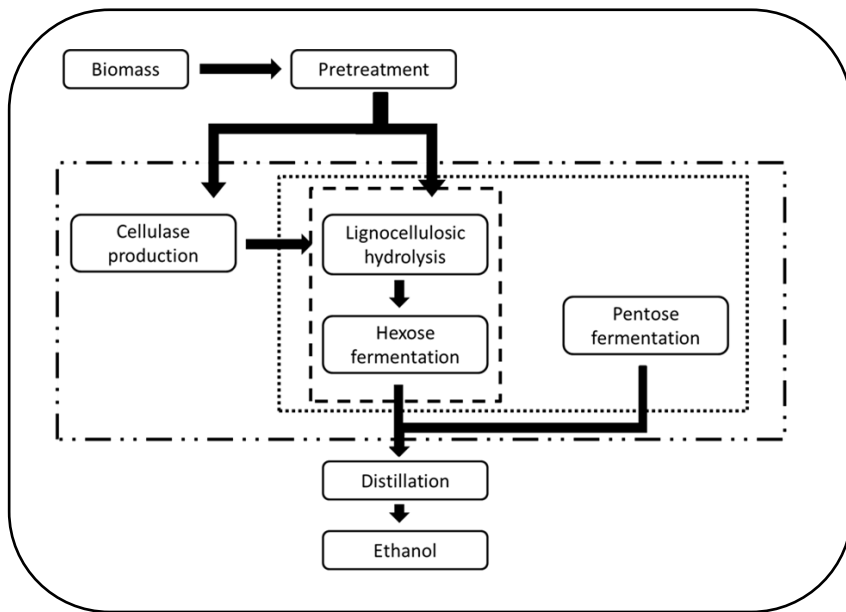 Biomass
Pretreatment
Cellulase
production
Lignocellulosic
hydrolysis
Hexose
fermentation
Pentose
fermentation
Distillation
Ethanol